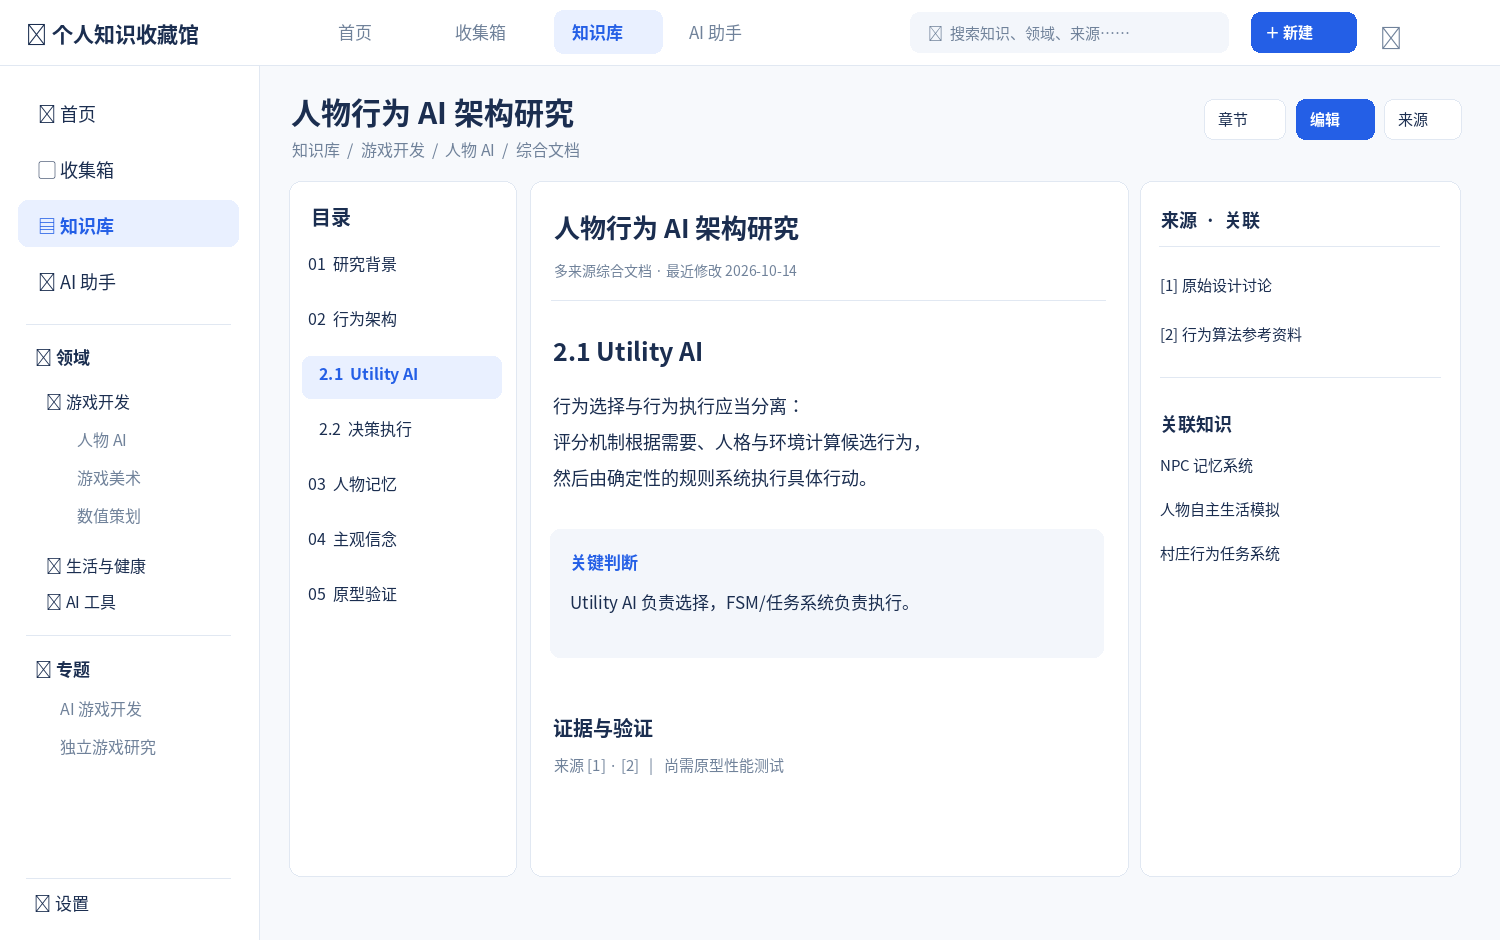 个人知识收藏馆
首页
收集箱
知识库
AI 助手
搜索知识、领域、来源……
+ 新建
首页
收集箱
知识库
AI 助手
领域
游戏开发
人物 AI
游戏美术
数值策划
生活与健康
AI 工具
专题
AI 游戏开发
独立游戏研究
设置
人物行为 AI 架构研究
知识库 / 游戏开发 / 人物 AI / 综合文档
章节
编辑
来源
目录
01 研究背景
02 行为架构
2.1 Utility AI
2.2 决策执行
03 人物记忆
04 主观信念
05 原型验证
人物行为 AI 架构研究
多来源综合文档 · 最近修改 2026-10-14
2.1 Utility AI
行为选择与行为执行应当分离：
评分机制根据需要、人格与环境计算候选行为，
然后由确定性的规则系统执行具体行动。
关键判断
Utility AI 负责选择，FSM/任务系统负责执行。
证据与验证
来源 [1] · [2] | 尚需原型性能测试
来源 · 关联
[1] 原始设计讨论
[2] 行为算法参考资料
关联知识
NPC 记忆系统
人物自主生活模拟
村庄行为任务系统